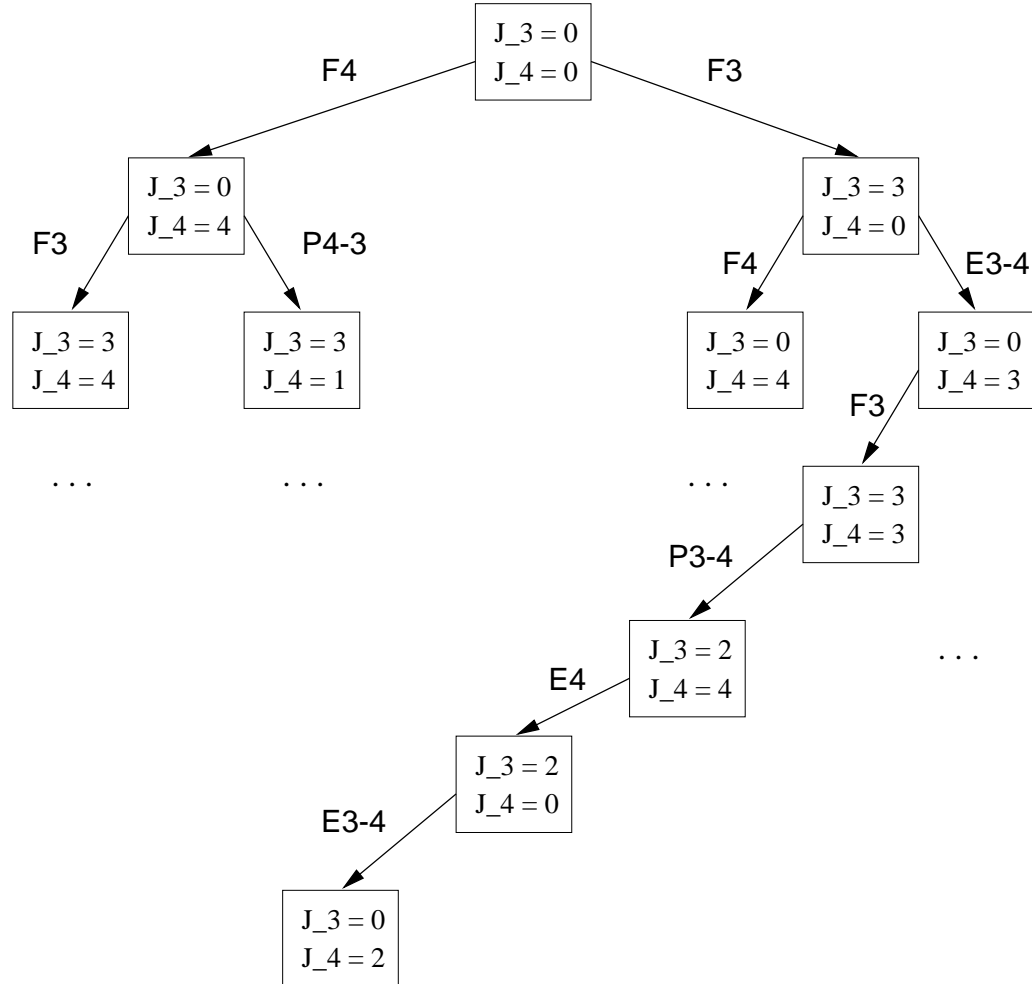 J_3 = 0
J_4 = 0
F4
F3
J_3 = 0
J_4 = 4
J_3 = 3
J_4 = 0
F3
P4-3
F4
E3-4
J_3 = 3
J_4 = 4
J_3 = 3
J_4 = 1
J_3 = 0
J_4 = 4
J_3 = 0
J_4 = 3
F3
. . .
. . .
. . .
J_3 = 3
J_4 = 3
P3-4
J_3 = 2
J_4 = 4
. . .
E4
J_3 = 2
J_4 = 0
E3-4
J_3 = 0
J_4 = 2